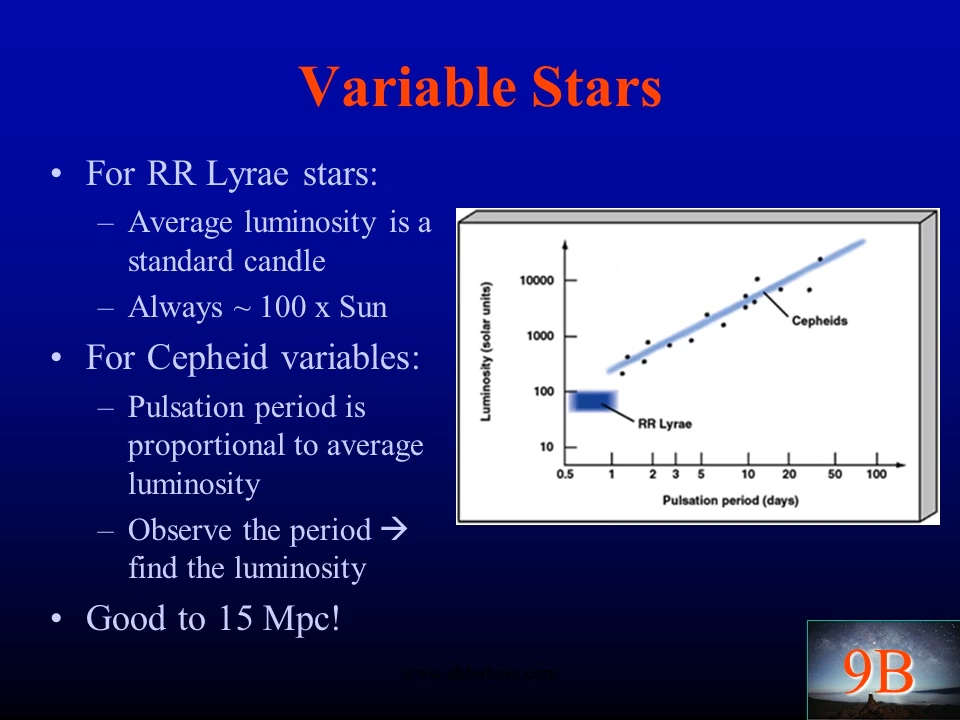 Variable Stars
• For RR Lyrae stars:
– Average luminosity is a
standard candle
– Always ~ 100 x Sun
• For Cepheid variables:
– Pulsation period is
proportional to average
luminosity
– Observe the period →
find the luminosity
• Good to 15 Mpc!
Luminosity (solar units)
10000
1000
100
10
Cepheids
RR Lyrae
0.5 1 2 3 5 10 20 50 100
Pulsation period (days)
9B